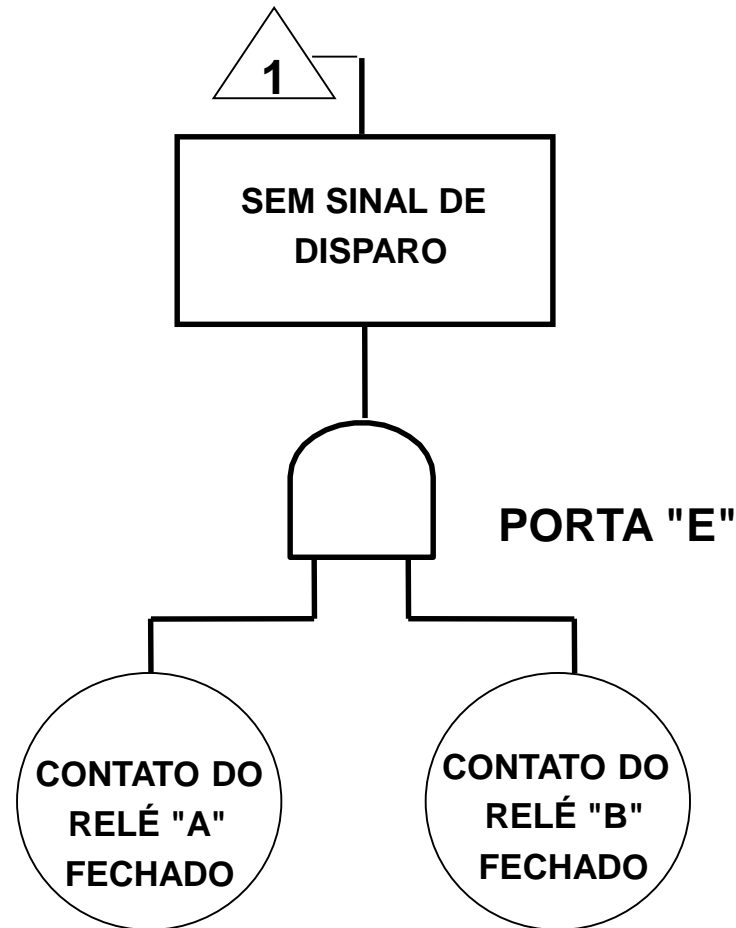 1
SEM SINAL DE
DISPARO
PORTA "E"
CONTATO DO
RELÉ "A"
FECHADO
CONTATO DO
RELÉ "B"
FECHADO